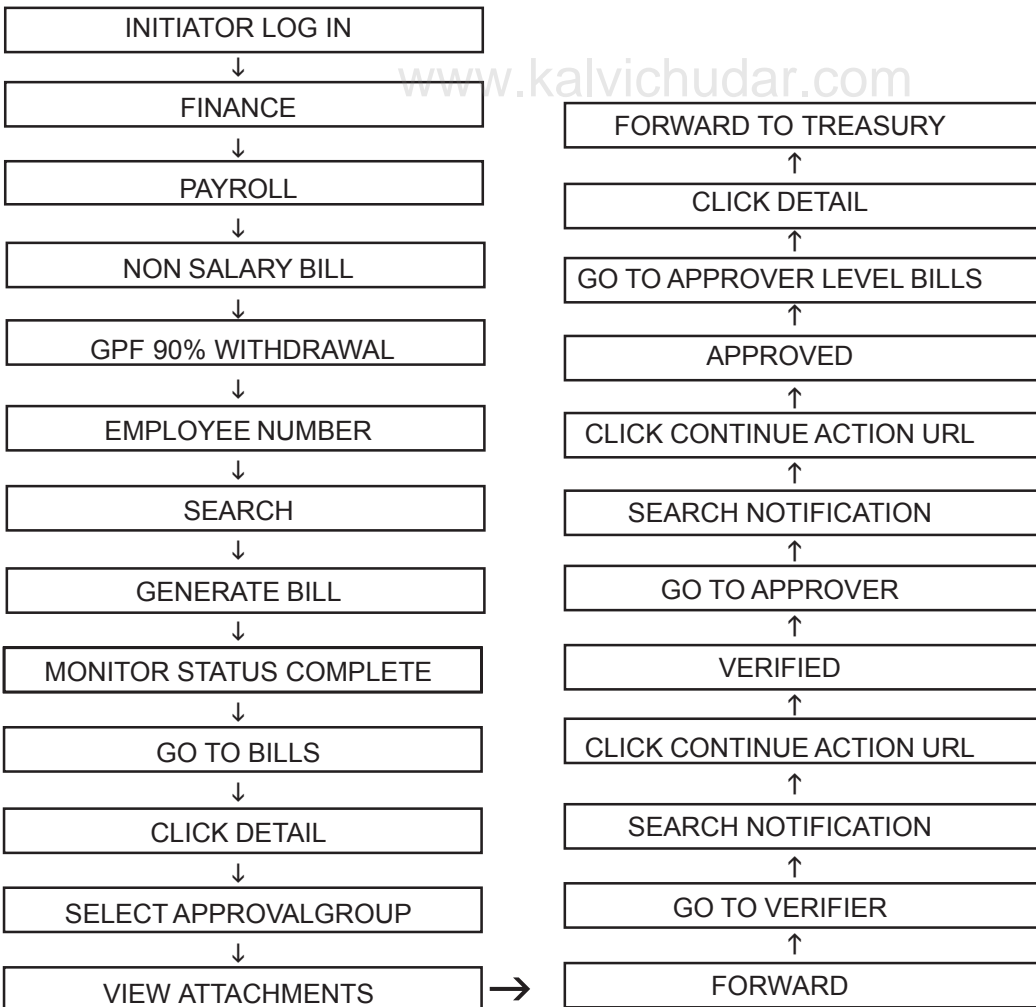 www.kalvichudar.com
INITIATOR LOG IN
↓
FINANCE
↓
PAYROLL
↓
NON SALARY BILL
↓
GPF 90% WITHDRAWAL
↓
EMPLOYEE NUMBER
↓
SEARCH
↓
GENERATE BILL
↓
MONITOR STATUS COMPLETE
↓
GO TO BILLS
↓
CLICK DETAIL
↓
SELECT APPROVALGROUP
↓
VIEW ATTACHMENTS
→
FORWARD
↑
GO TO VERIFIER
↑
SEARCH NOTIFICATION
↑
CLICK CONTINUE ACTION URL
↑
VERIFIED
↑
GO TO APPROVER
↑
SEARCH NOTIFICATION
↑
CLICK CONTINUE ACTION URL
↑
APPROVED
↑
GO TO APPROVER LEVEL BILLS
↑
CLICK DETAIL
↑
FORWARD TO TREASURY